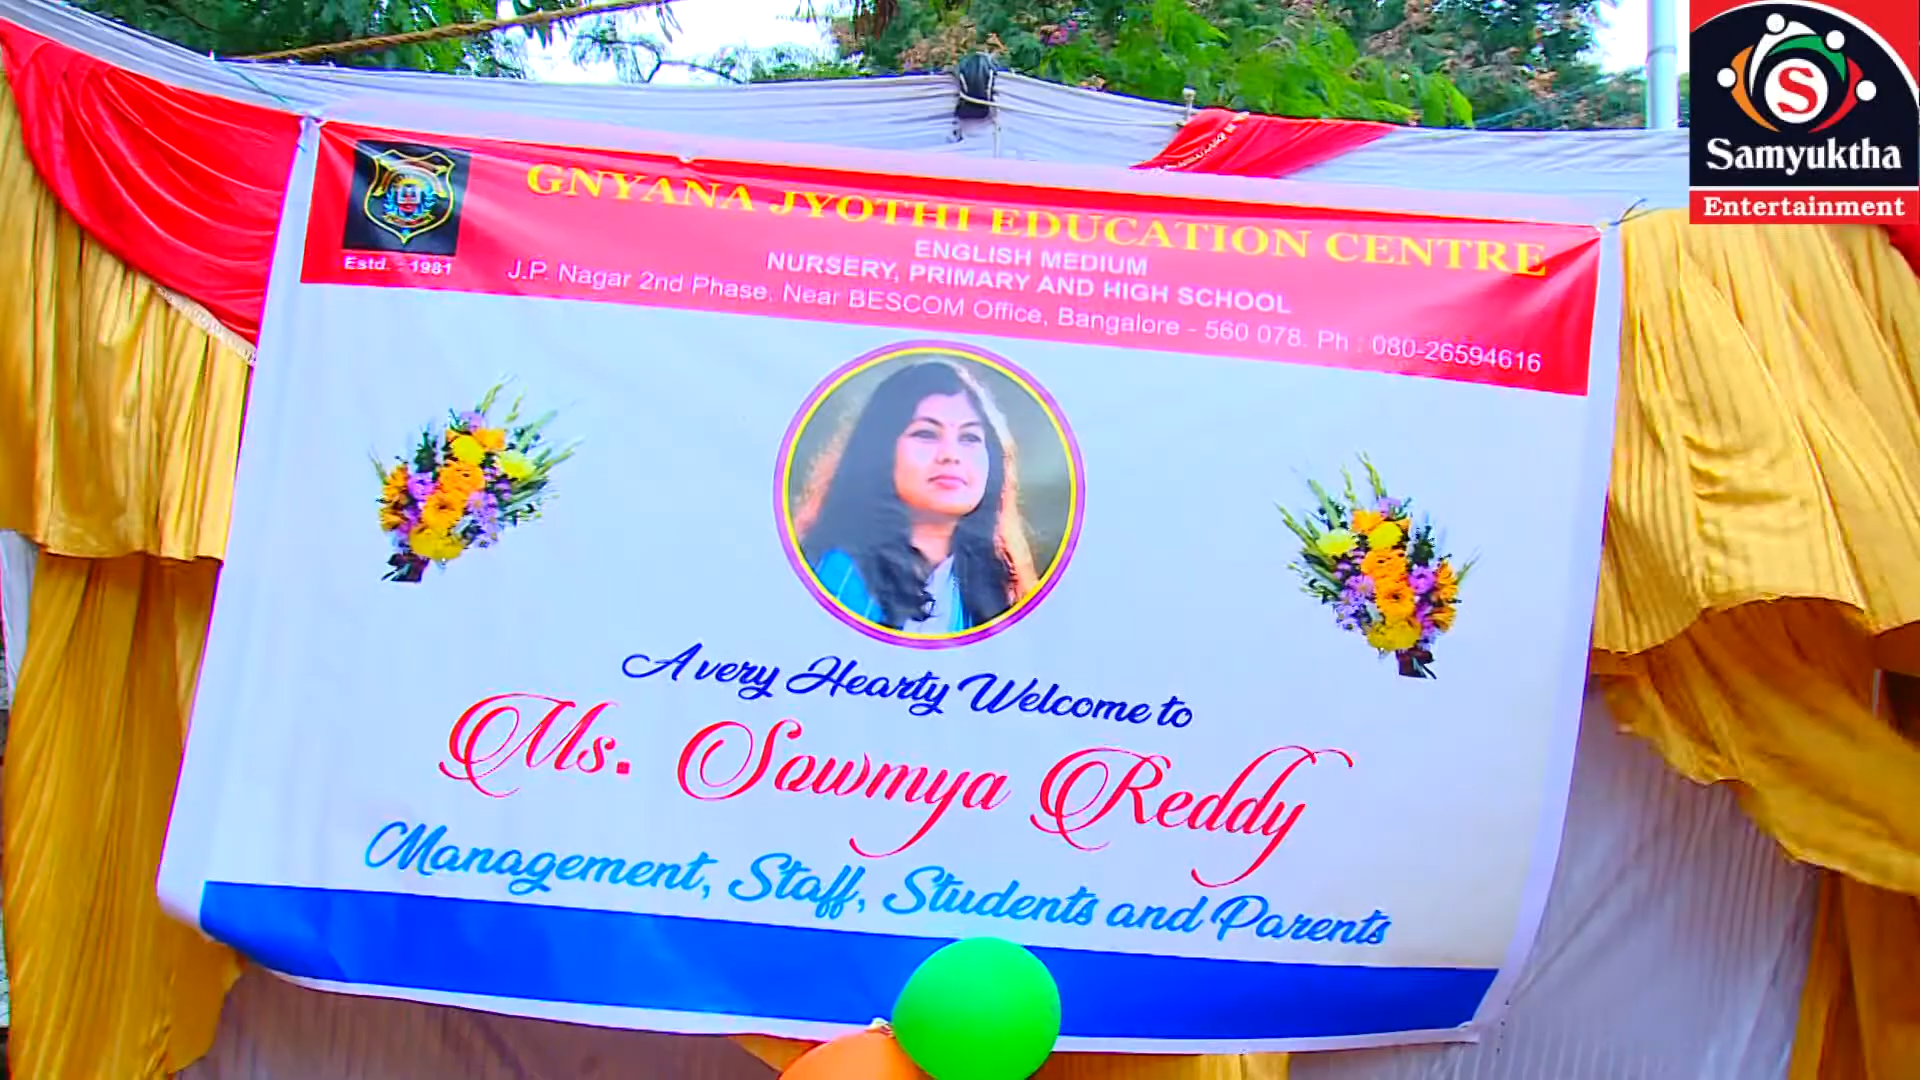 GNYANA JYOTHI EDUCATION CENTRE
ENGLISH MEDIUM
NURSERY, PRIMARY AND HIGH SCHOOL
J.P. Nagar 2nd Phase, Near BESCOM Office, Bangalore - 560 078. Ph : 080-26594616
Estd. - 1981
A very Hearty Welcome to
Ms. Sowmya Reddy
Management, Staff, Students and Parents
S
Samyuktha
Entertainment